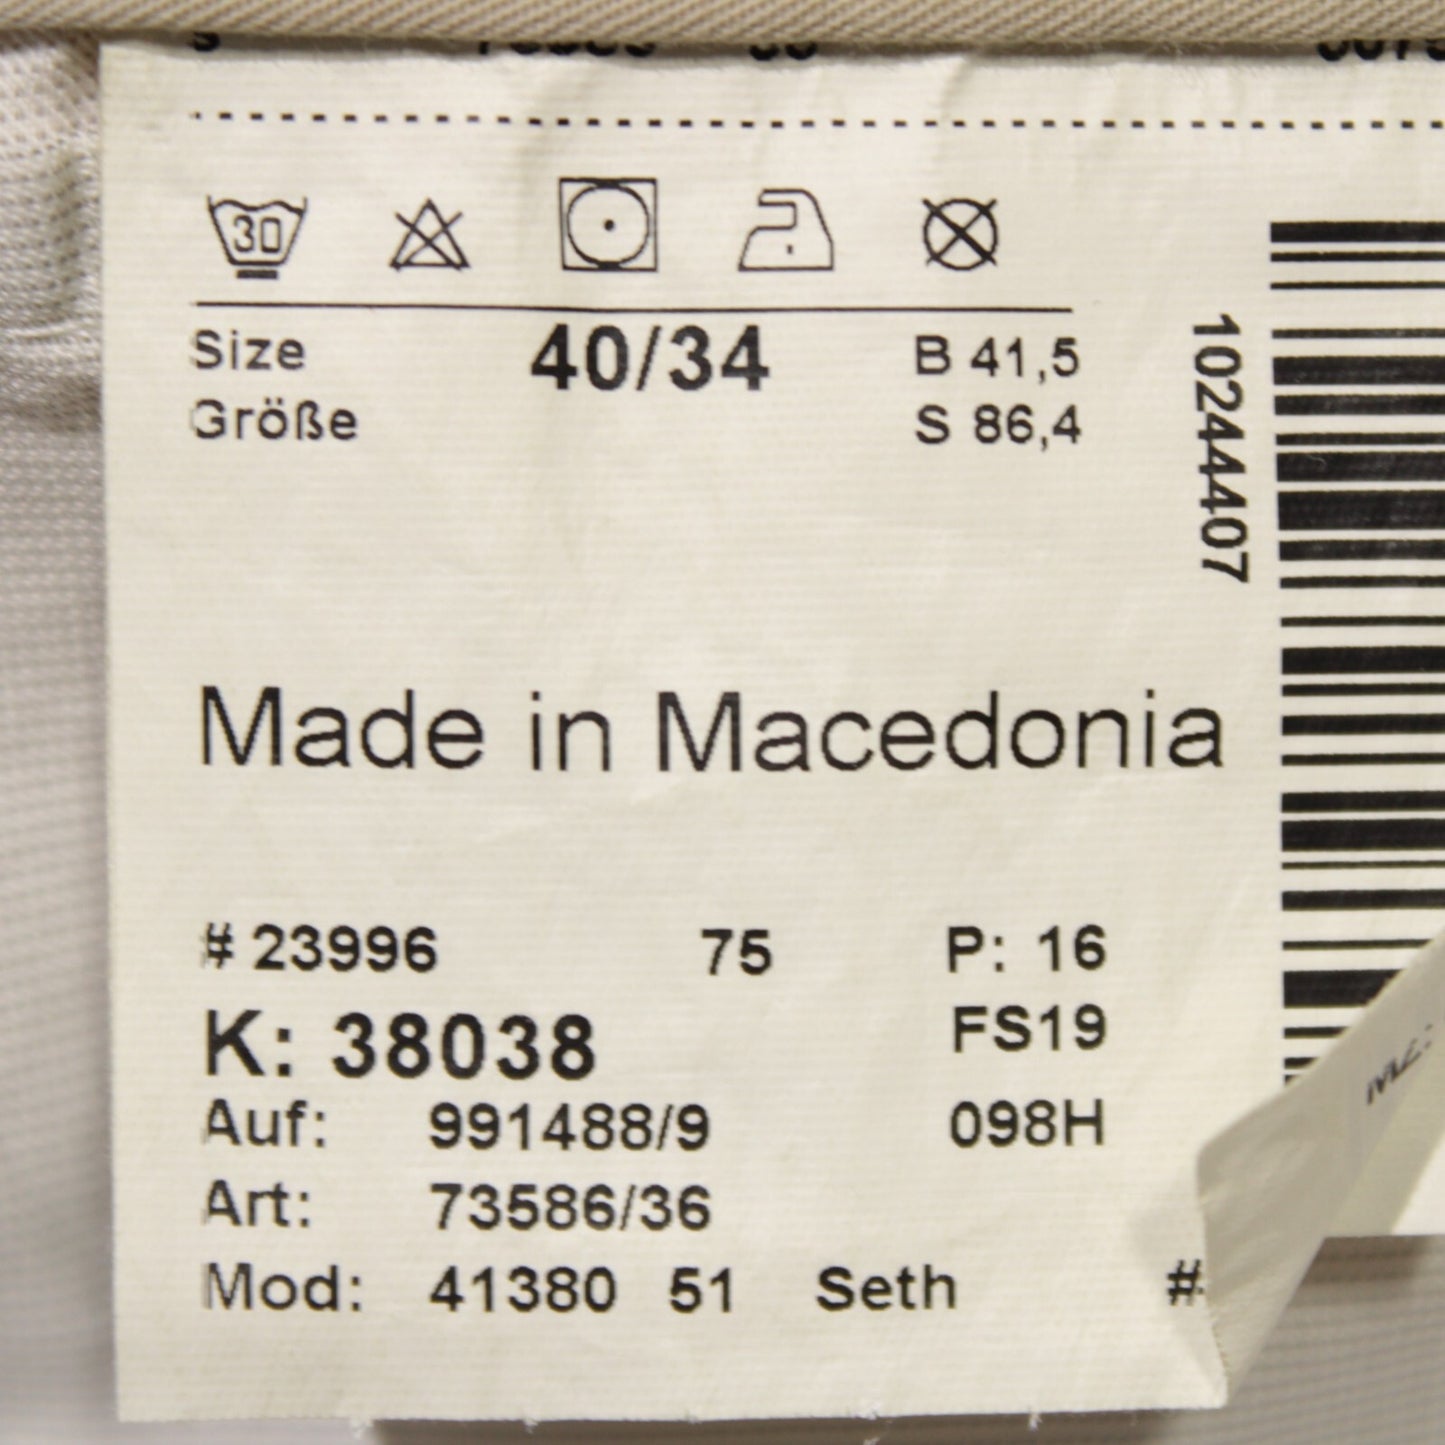 30
Size 40/34 B 41,5
Größe S 86,4
10244407
Made in Macedonia
# 23996 75 P: 16
K: 38038 FS19
Auf: 991488/9 098H
Art: 73586/36
Mod: 41380 51 Seth #